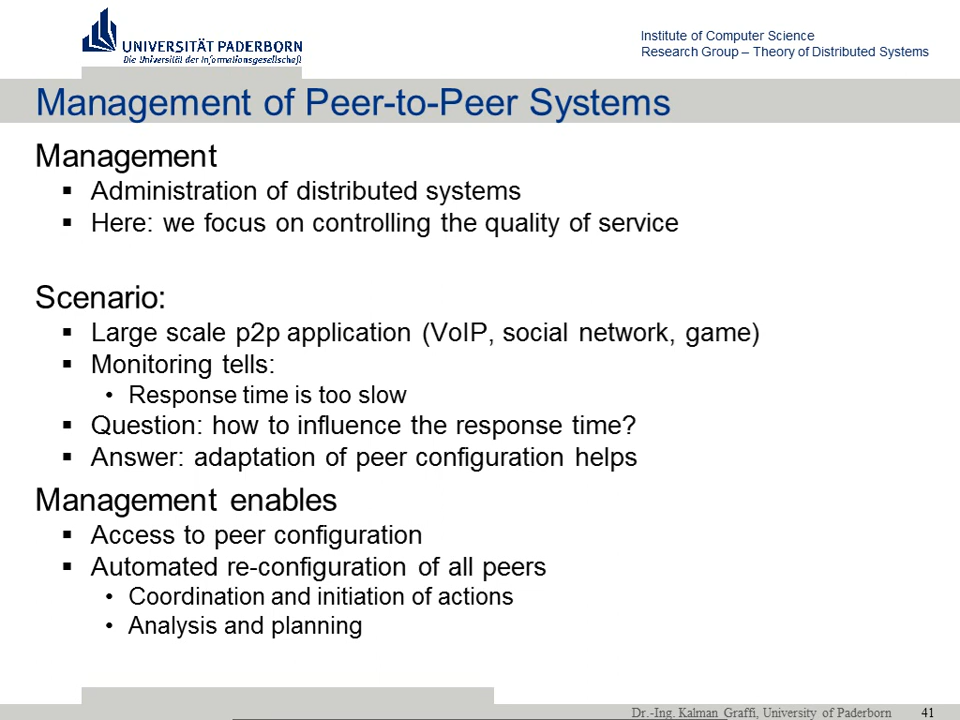 UNIVERSITÄT PADERBORN
Die Universität der Informationsgesellschaft
Institute of Computer Science
Research Group – Theory of Distributed Systems
Management of Peer-to-Peer Systems
Management
▪ Administration of distributed systems
▪ Here: we focus on controlling the quality of service
Scenario:
▪ Large scale p2p application (VoIP, social network, game)
▪ Monitoring tells:
• Response time is too slow
▪ Question: how to influence the response time?
▪ Answer: adaptation of peer configuration helps
Management enables
▪ Access to peer configuration
▪ Automated re-configuration of all peers
• Coordination and initiation of actions
• Analysis and planning
Dr.-Ing. Kalman Graffi, University of Paderborn 41